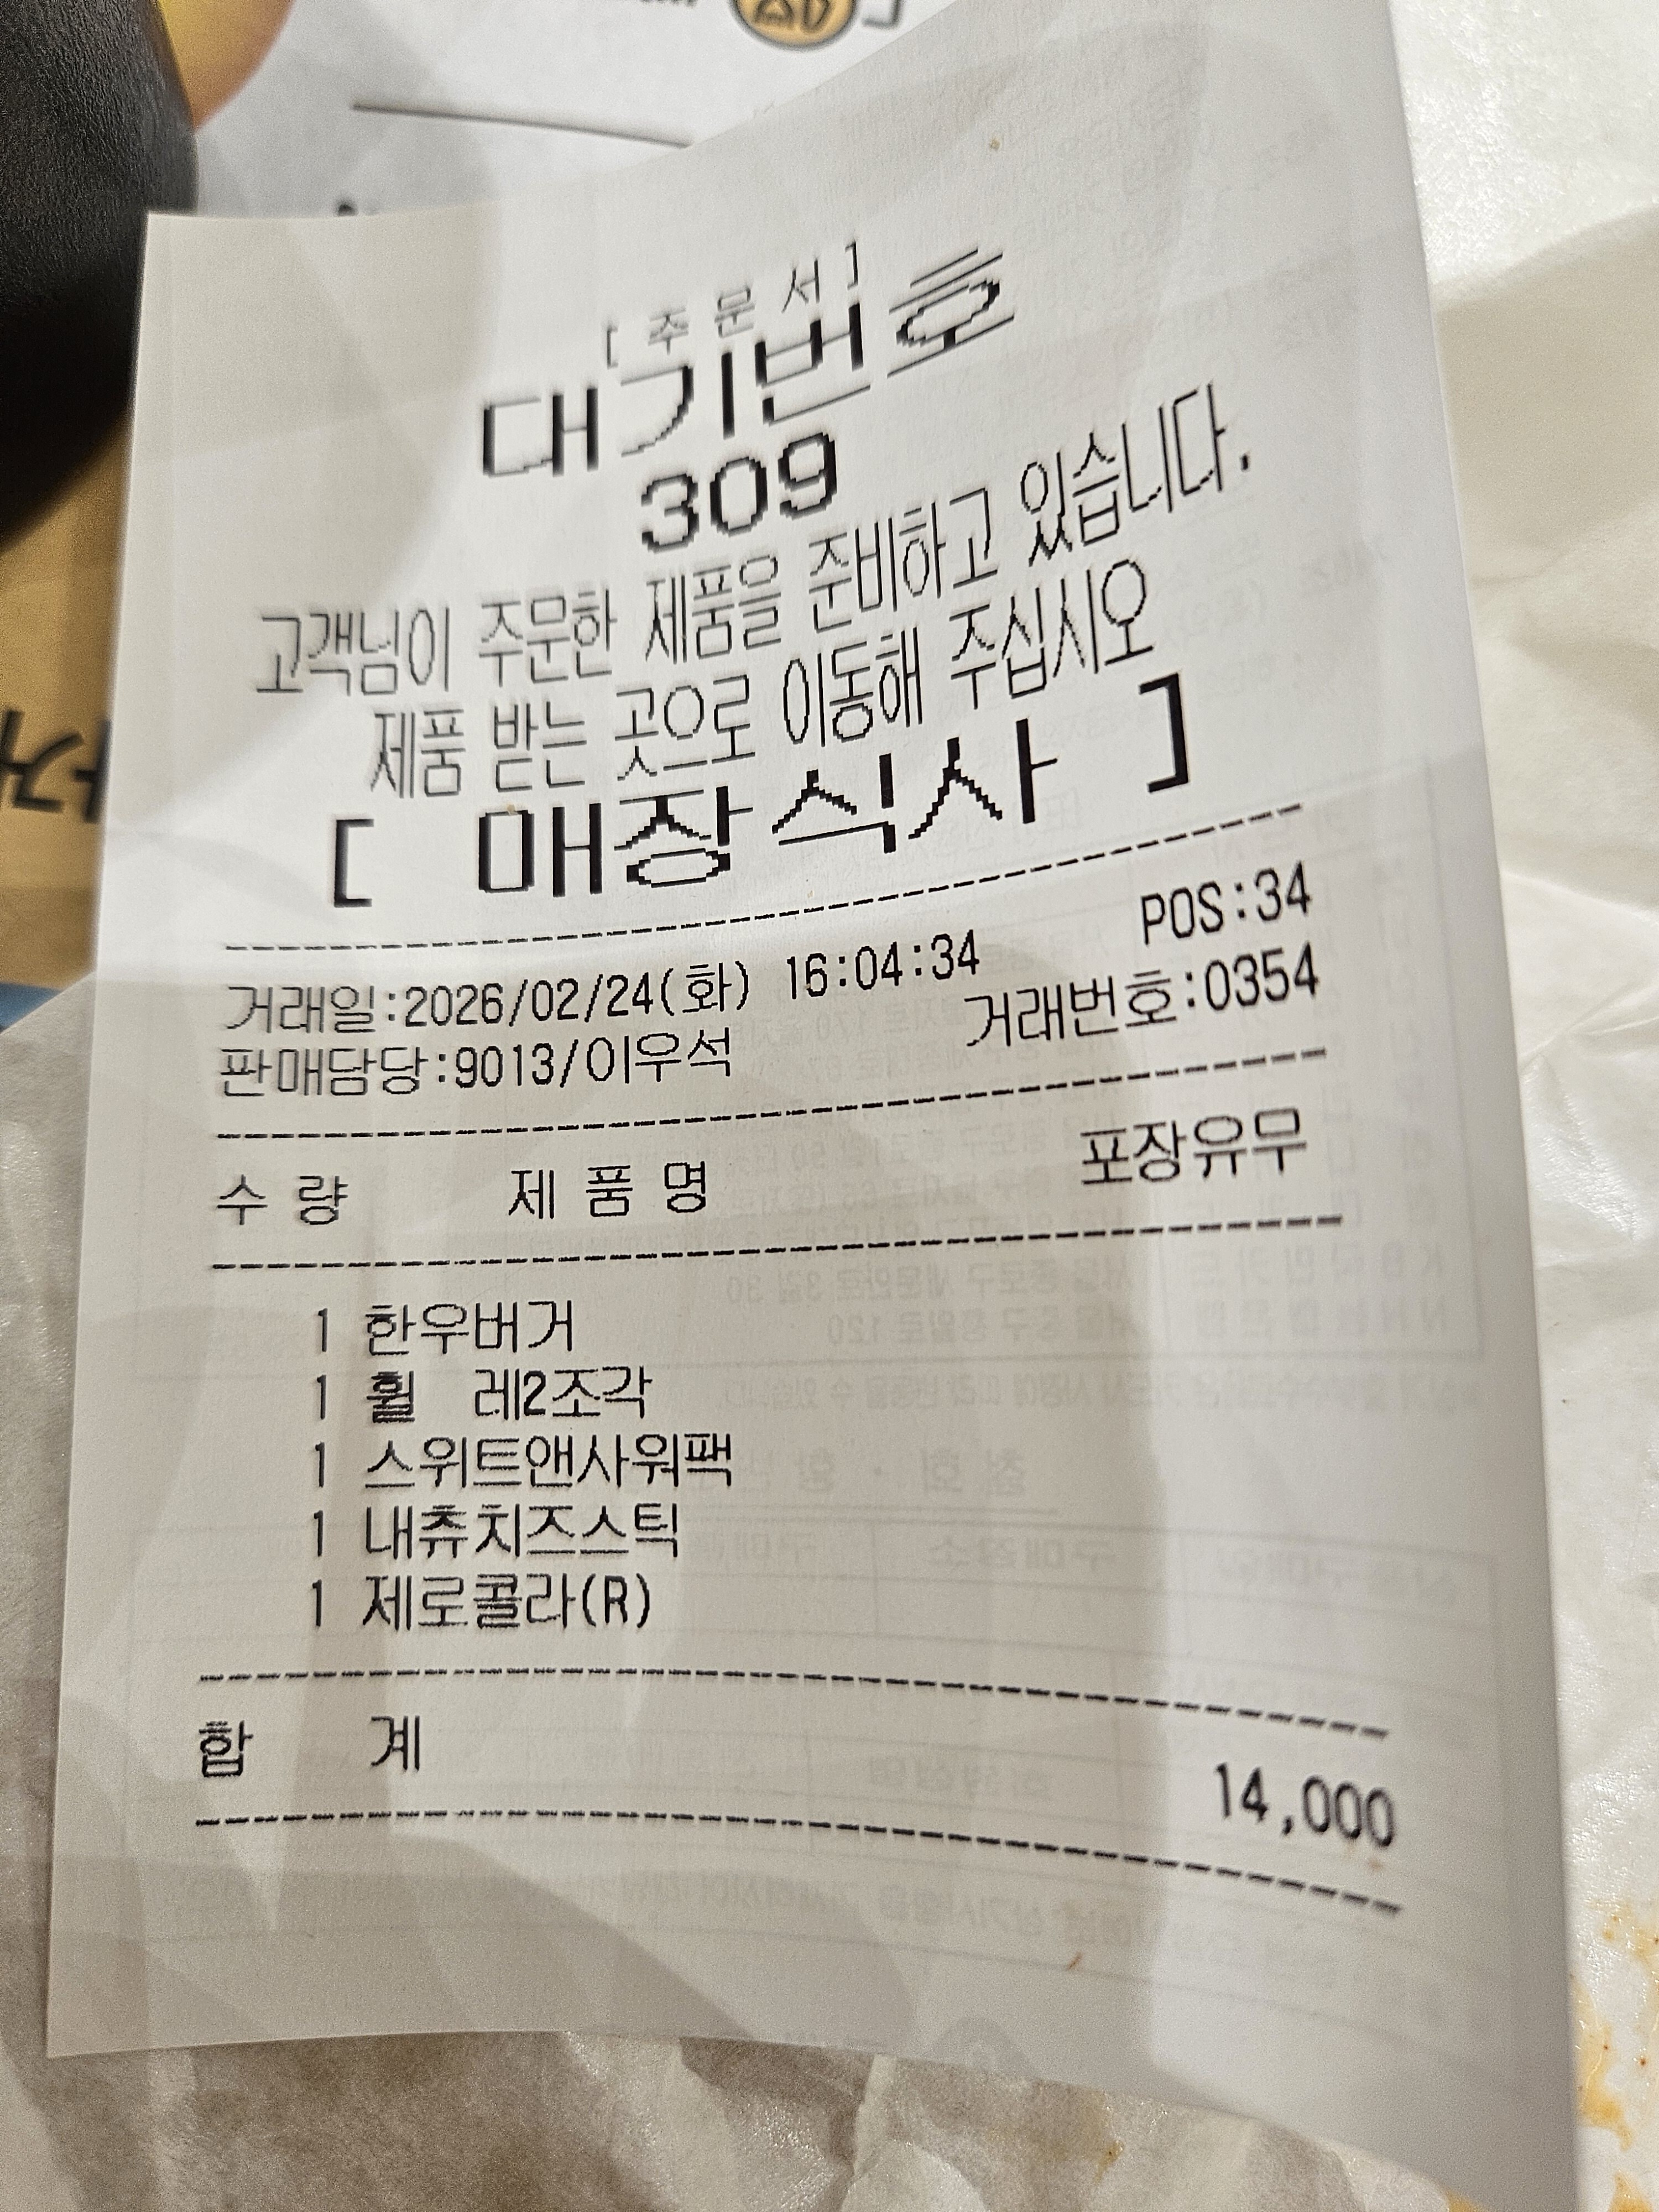 [ 주 문 서 ]
대기번호
309
고객님이 주문한 제품을 준비하고 있습니다.
제품 받는 곳으로 이동해 주십시오
[ 매장식사 ]
POS:34
거래일:2026/02/24(화) 16:04:34
거래번호:0354
판매담당:9013/이우석
수 량 제 품 명 포장유무
1 한우버거
1 휠 레2조각
1 스위트앤사워팩
1 내츄치즈스틱
1 제로콜라(R)
합 계 14,000